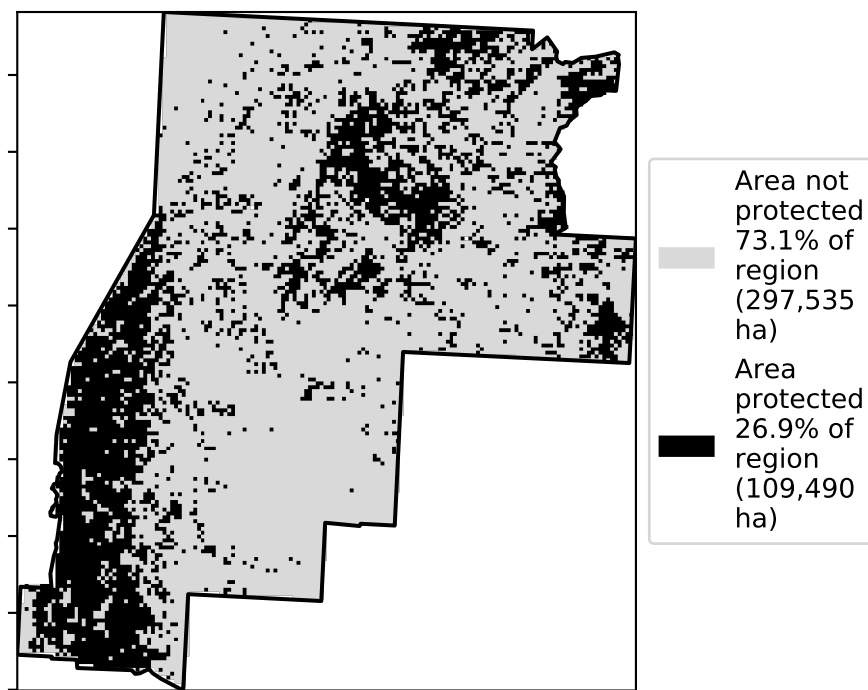 Area not
protected
73.1% of
region
(297,535
ha)
Area
protected
26.9% of
region
(109,490
ha)